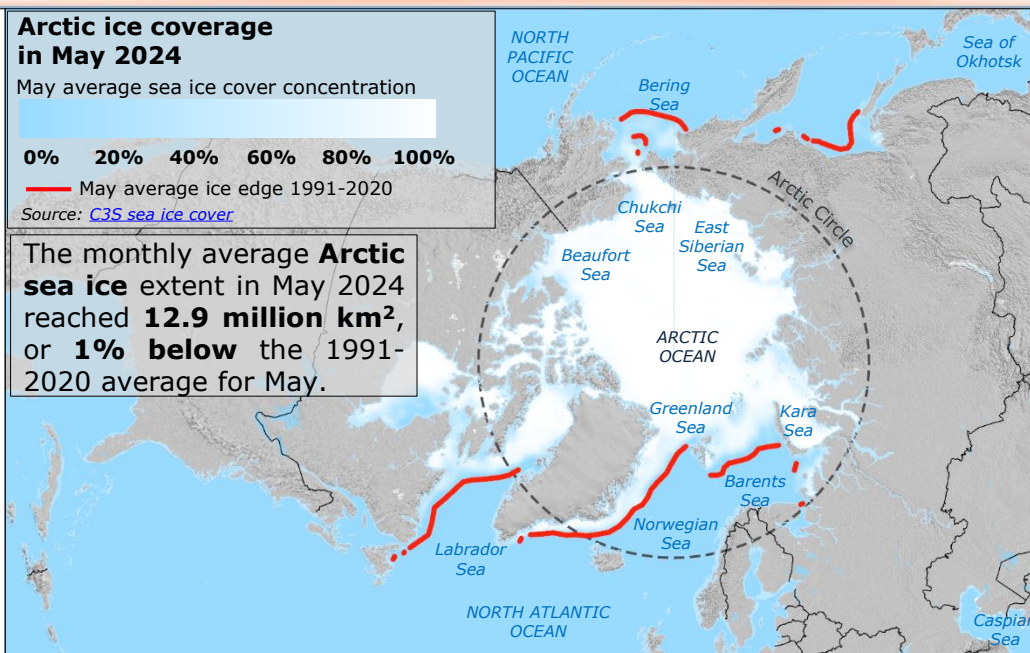 Arctic ice coverage
in May 2024
May average sea ice cover concentration
0% 20% 40% 60% 80% 100%
May average ice edge 1991-2020
Source: C3S sea ice cover
The monthly average Arctic
sea ice extent in May 2024
reached 12.9 million km²,
or 1% below the 1991-
2020 average for May.
NORTH
PACIFIC
OCEAN
Bering
Sea
Sea of
Okhotsk
Arctic Circle
Chukchi
Sea
East
Siberian
Sea
Beaufort
Sea
ARCTIC
OCEAN
Greenland
Sea
Kara
Sea
Barents
Sea
Norwegian
Sea
Labrador
Sea
NORTH ATLANTIC
OCEAN
Caspian
Sea